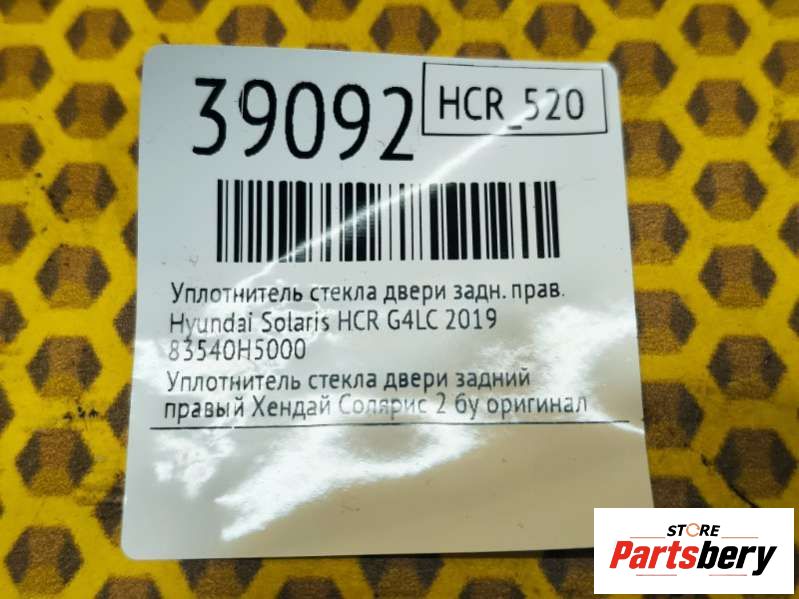 39092
HCR_520
Уплотнитель стекла двери задн. прав.
Hyundai Solaris HCR G4LC 2019
83540H5000
Уплотнитель стекла двери задний
правый Хендай Солярис 2 бу оригинал
STORE
Partsbery